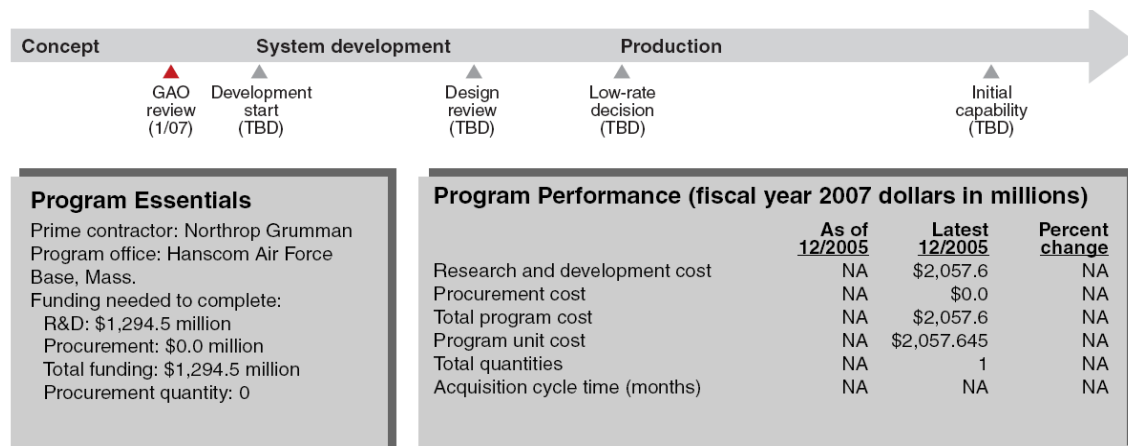 Concept System development Production
GAO review (1/07)
Development start (TBD)
Design review (TBD)
Low-rate decision (TBD)
Initial capability (TBD)
Program Essentials
Prime contractor: Northrop Grumman
Program office: Hanscom Air Force
Base, Mass.
Funding needed to complete:
R&D: $1,294.5 million
Procurement: $0.0 million
Total funding: $1,294.5 million
Procurement quantity: 0
Program Performance (fiscal year 2007 dollars in millions)
As of 12/2005 Latest 12/2005 Percent change
Research and development cost NA $2,057.6 NA
Procurement cost NA $0.0 NA
Total program cost NA $2,057.6 NA
Program unit cost NA $2,057.645 NA
Total quantities NA 1 NA
Acquisition cycle time (months) NA NA NA